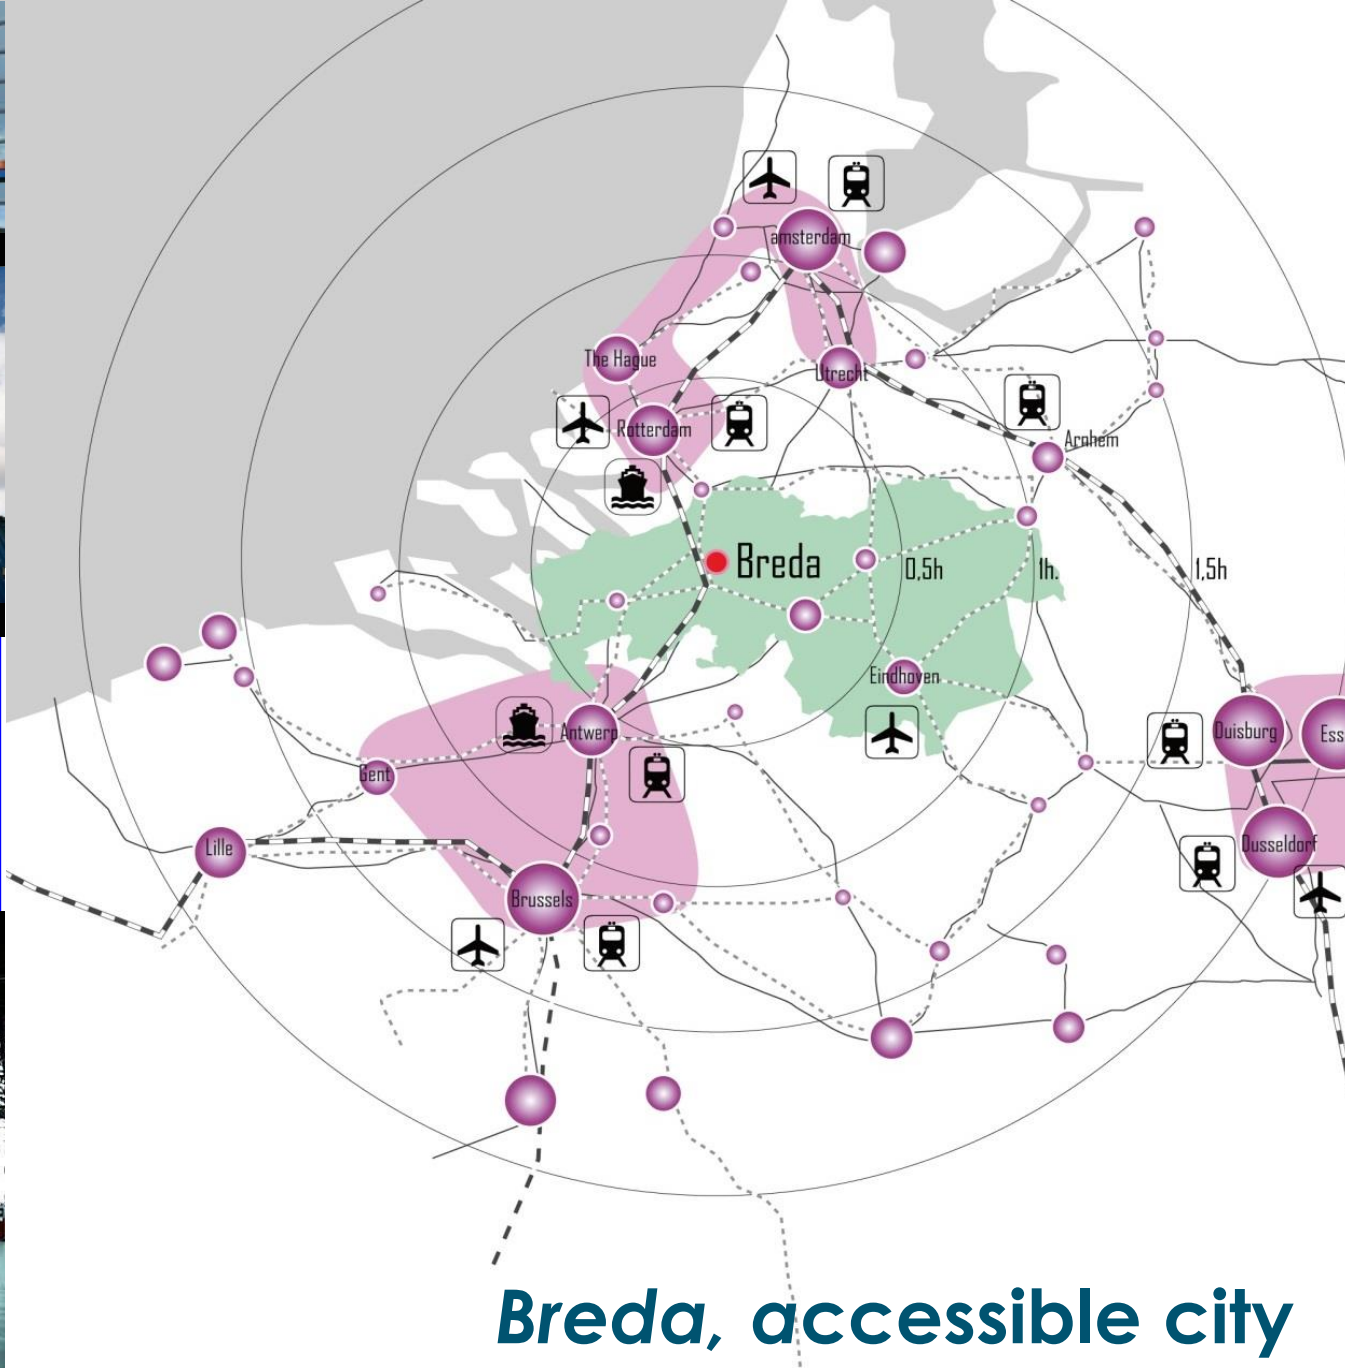 amsterdam
The Hague
Utrecht
Rotterdam
Arnhem
Breda
0,5h
1h.
1,5h
Eindhoven
Antwerp
Duisburg
Ess
Gent
Lille
Dusseldorf
Brussels
Breda, accessible city